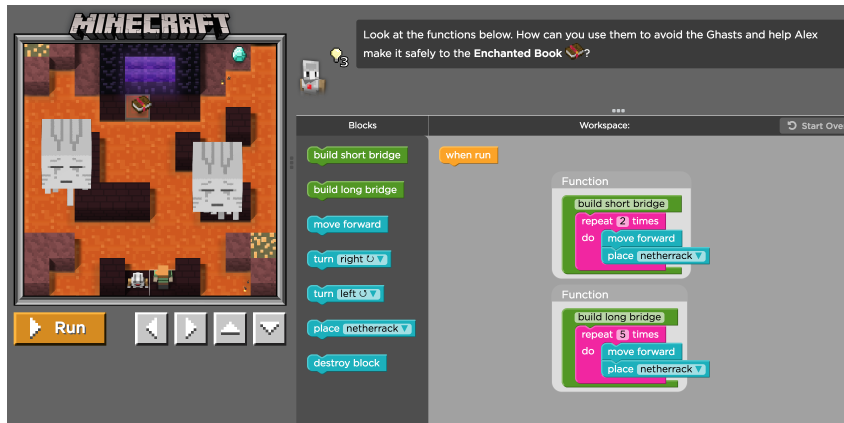 MINECRAFT
Look at the functions below. How can you use them to avoid the Ghasts and help Alex
make it safely to the Enchanted Book ?
3
Blocks
Workspace:
Start Ove
build short bridge
build long bridge
move forward
turn right ↻ ▼
turn left ↺ ▼
place netherrack ▼
destroy block
when run
Function
build short bridge
repeat 2 times
do move forward
place netherrack ▼
Function
build long bridge
repeat 5 times
do move forward
place netherrack ▼
Run